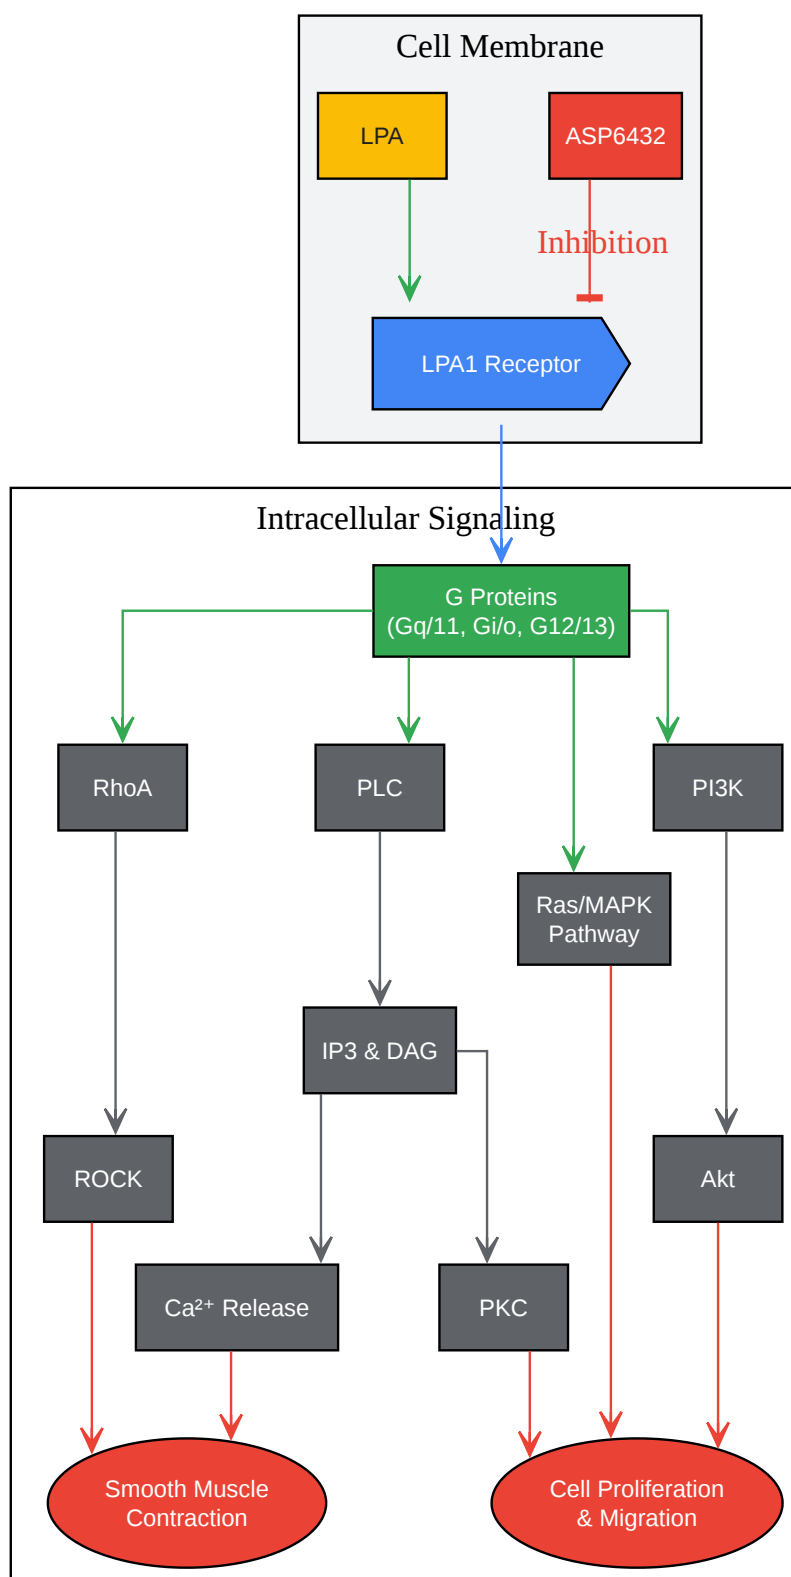 Cell Membrane
LPA
ASP6432
Inhibition
LPA1 Receptor
Intracellular Signaling
G Proteins
(Gq/11, Gi/o, G12/13)
RhoA
PLC
PI3K
Ras/MAPK
Pathway
IP3 & DAG
ROCK
Akt
Ca²⁺ Release
PKC
Smooth Muscle
Contraction
Cell Proliferation
& Migration